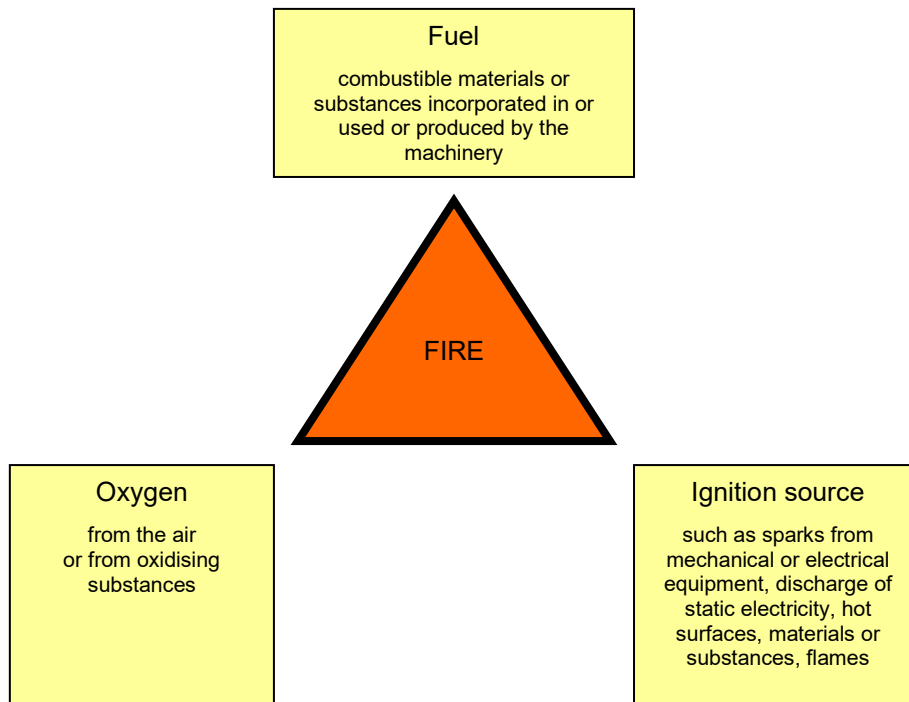 Fuel
combustible materials or
substances incorporated in or
used or produced by the
machinery
FIRE
Oxygen
from the air
or from oxidising
substances
Ignition source
such as sparks from
mechanical or electrical
equipment, discharge of
static electricity, hot
surfaces, materials or
substances, flames